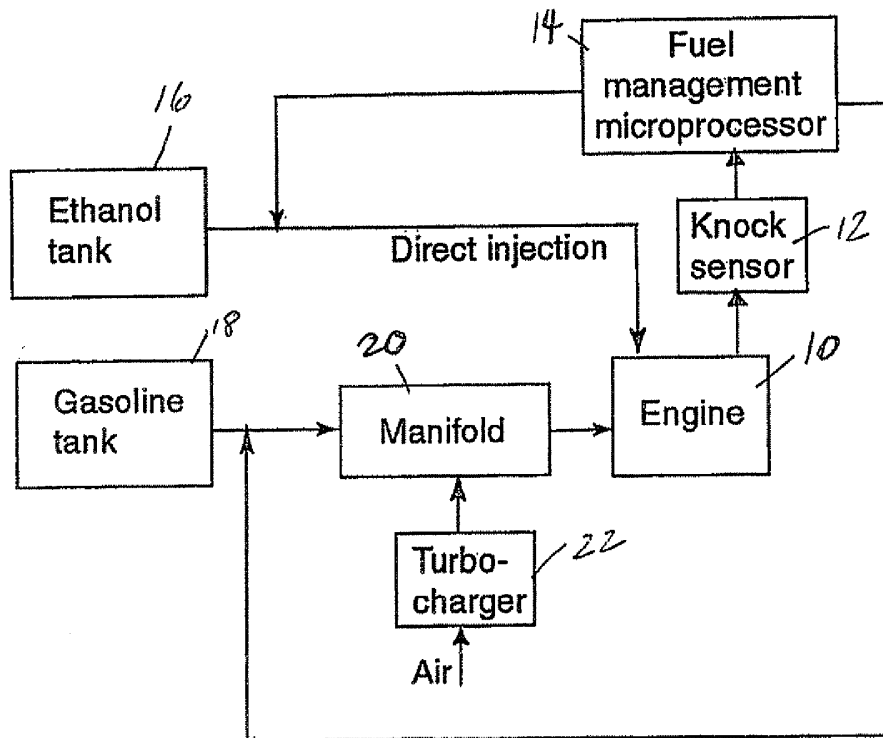 14
Fuel
management
microprocessor
16
Ethanol
tank
Direct injection
Knock
sensor
12
18
Gasoline
tank
20
Manifold
Engine
10
Turbo-
charger
22
Air